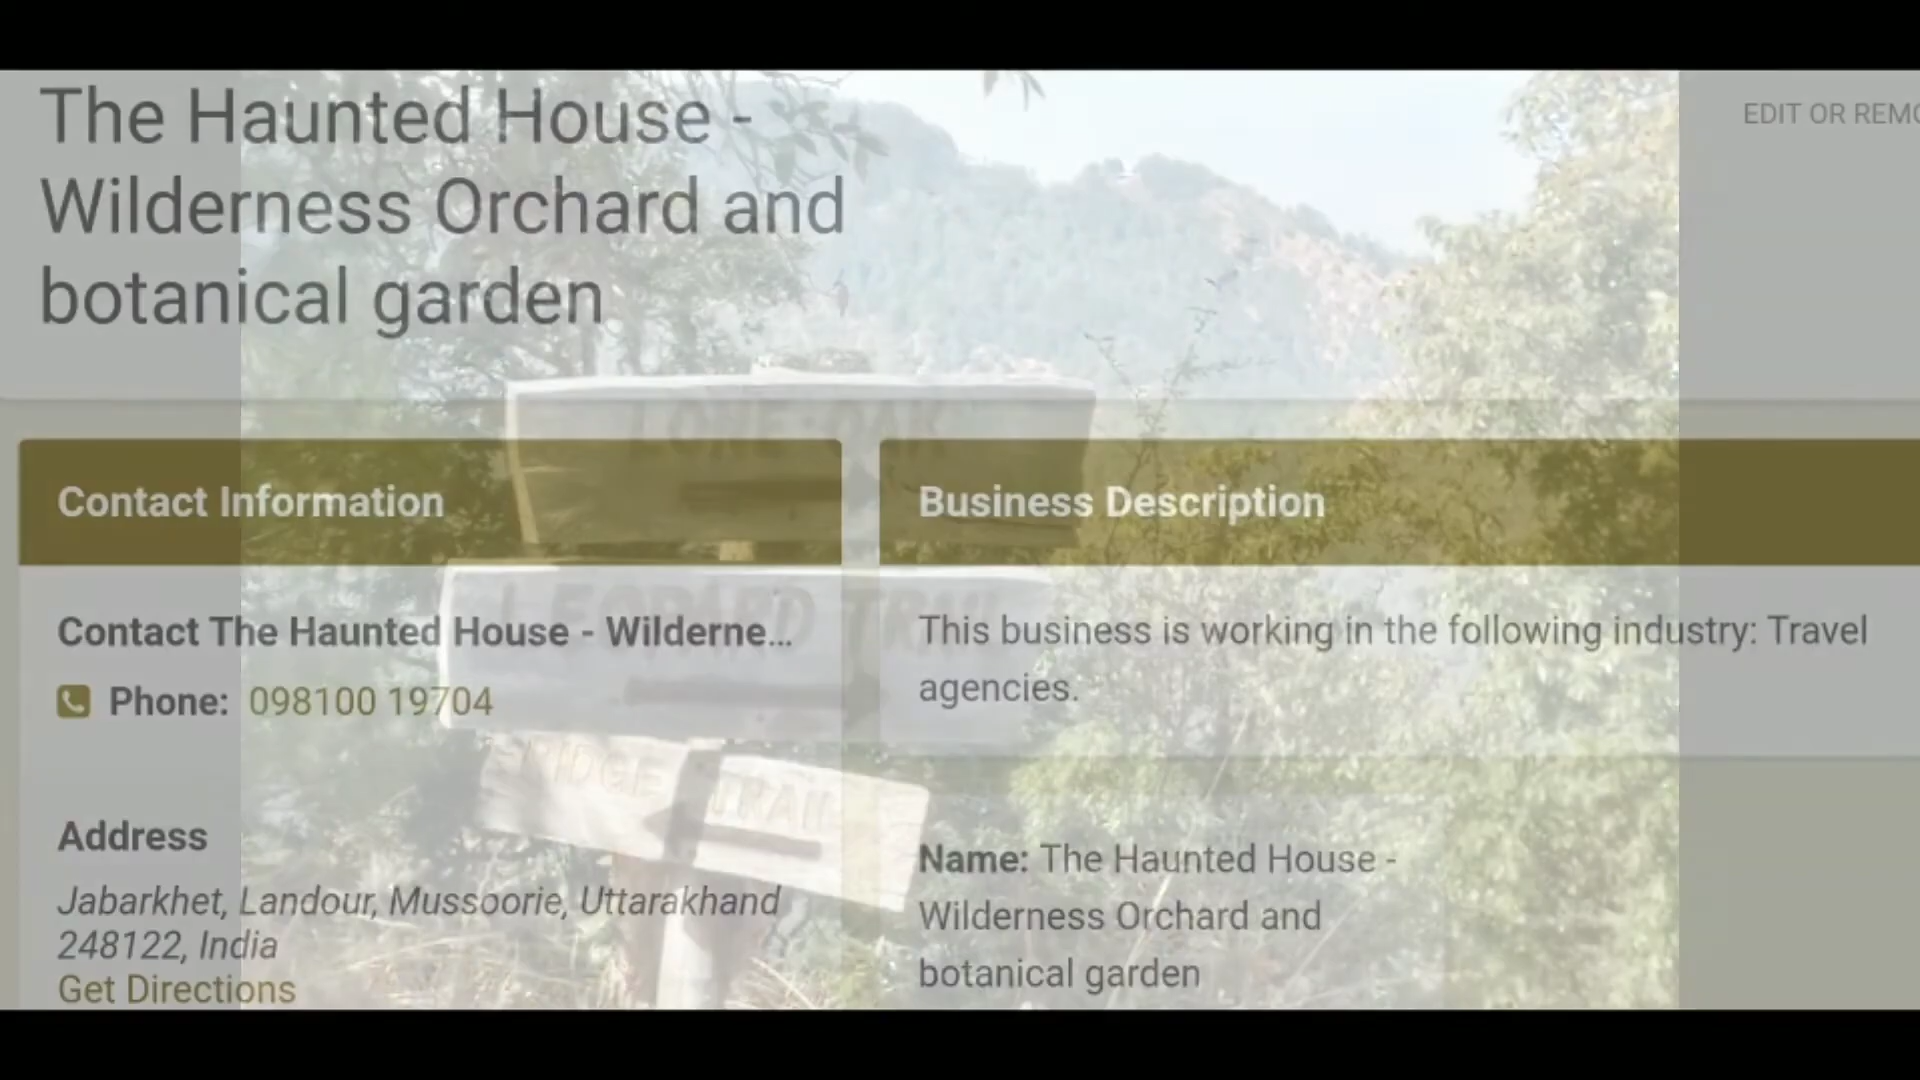 The Haunted House -
Wilderness Orchard and
botanical garden
EDIT OR REMO
Contact Information
Contact The Haunted House - Wilderne...
Phone: 098100 19704
Address
Jabarkhet, Landour, Mussoorie, Uttarakhand
248122, India
Get Directions
Business Description
This business is working in the following industry: Travel
agencies.
Name: The Haunted House -
Wilderness Orchard and
botanical garden
LONE OAK
LEOPARD TRAIL
RIDGE TRAIL